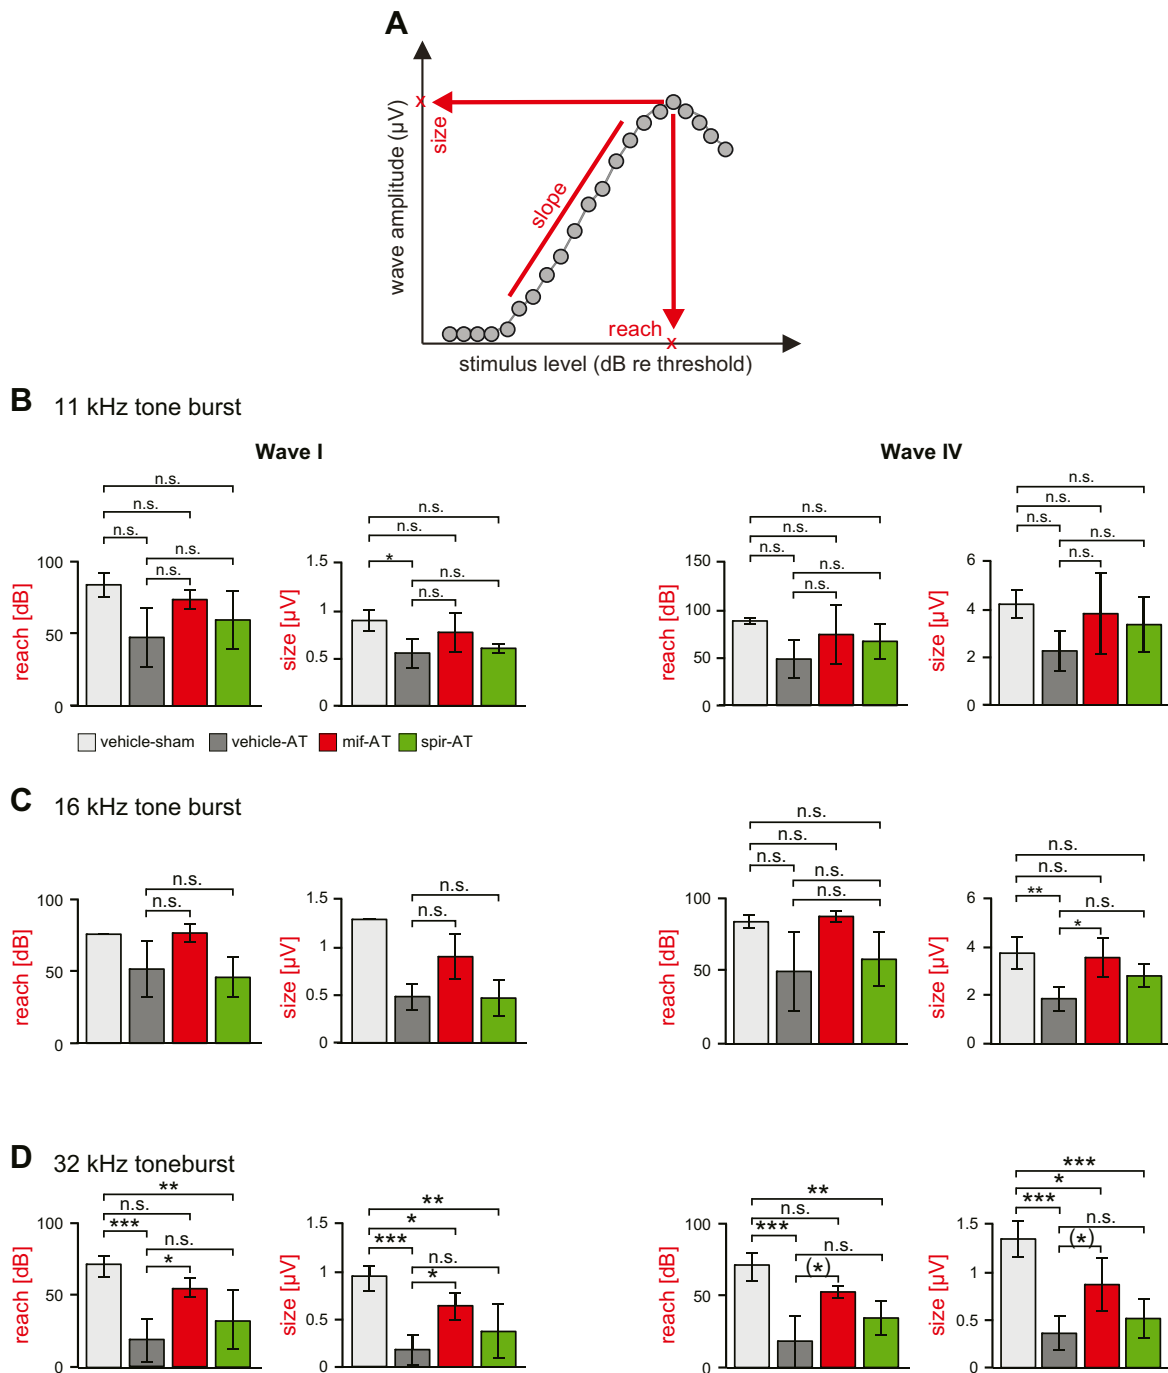 A
wave amplitude (µV)
x
size
slope
reach
x
stimulus level (dB re threshold)
B 11 kHz tone burst
Wave I
Wave IV
n.s.
n.s.
n.s.
n.s.
n.s.
100
50
0
reach [dB]
n.s.
n.s.
*
n.s.
n.s.
1.5
1
0.5
0
size [µV]
n.s.
n.s.
n.s.
n.s.
n.s.
150
100
50
0
reach [dB]
n.s.
n.s.
n.s.
n.s.
n.s.
6
4
2
0
size [µV]
vehicle-sham vehicle-AT mif-AT spir-AT
C 16 kHz tone burst
n.s.
n.s.
100
50
0
reach [dB]
n.s.
n.s.
1.5
1
0.5
0
size [µV]
n.s.
n.s.
n.s.
n.s.
n.s.
100
50
0
reach [dB]
n.s.
n.s.
**
n.s.
*
6
4
2
0
size [µV]
D 32 kHz toneburst
**
n.s.
***
n.s.
*
100
50
0
reach [dB]
**
*
***
n.s.
*
1.5
1
0.5
0
size [µV]
**
n.s.
***
n.s.
(*)
100
50
0
reach [dB]
***
*
***
n.s.
(*)
1.5
1
0.5
0
size [µV]